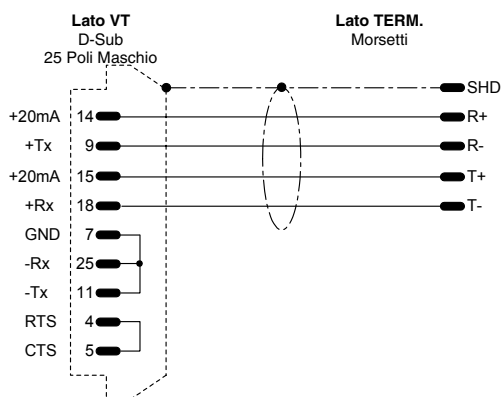 Lato VT
D-Sub
25 Poli Maschio
Lato TERM.
Morsetti
SHD
+20mA 14 R+
+Tx 9 R-
+20mA 15 T+
+Rx 18 T-
GND 7
-Rx 25
-Tx 11
RTS 4
CTS 5